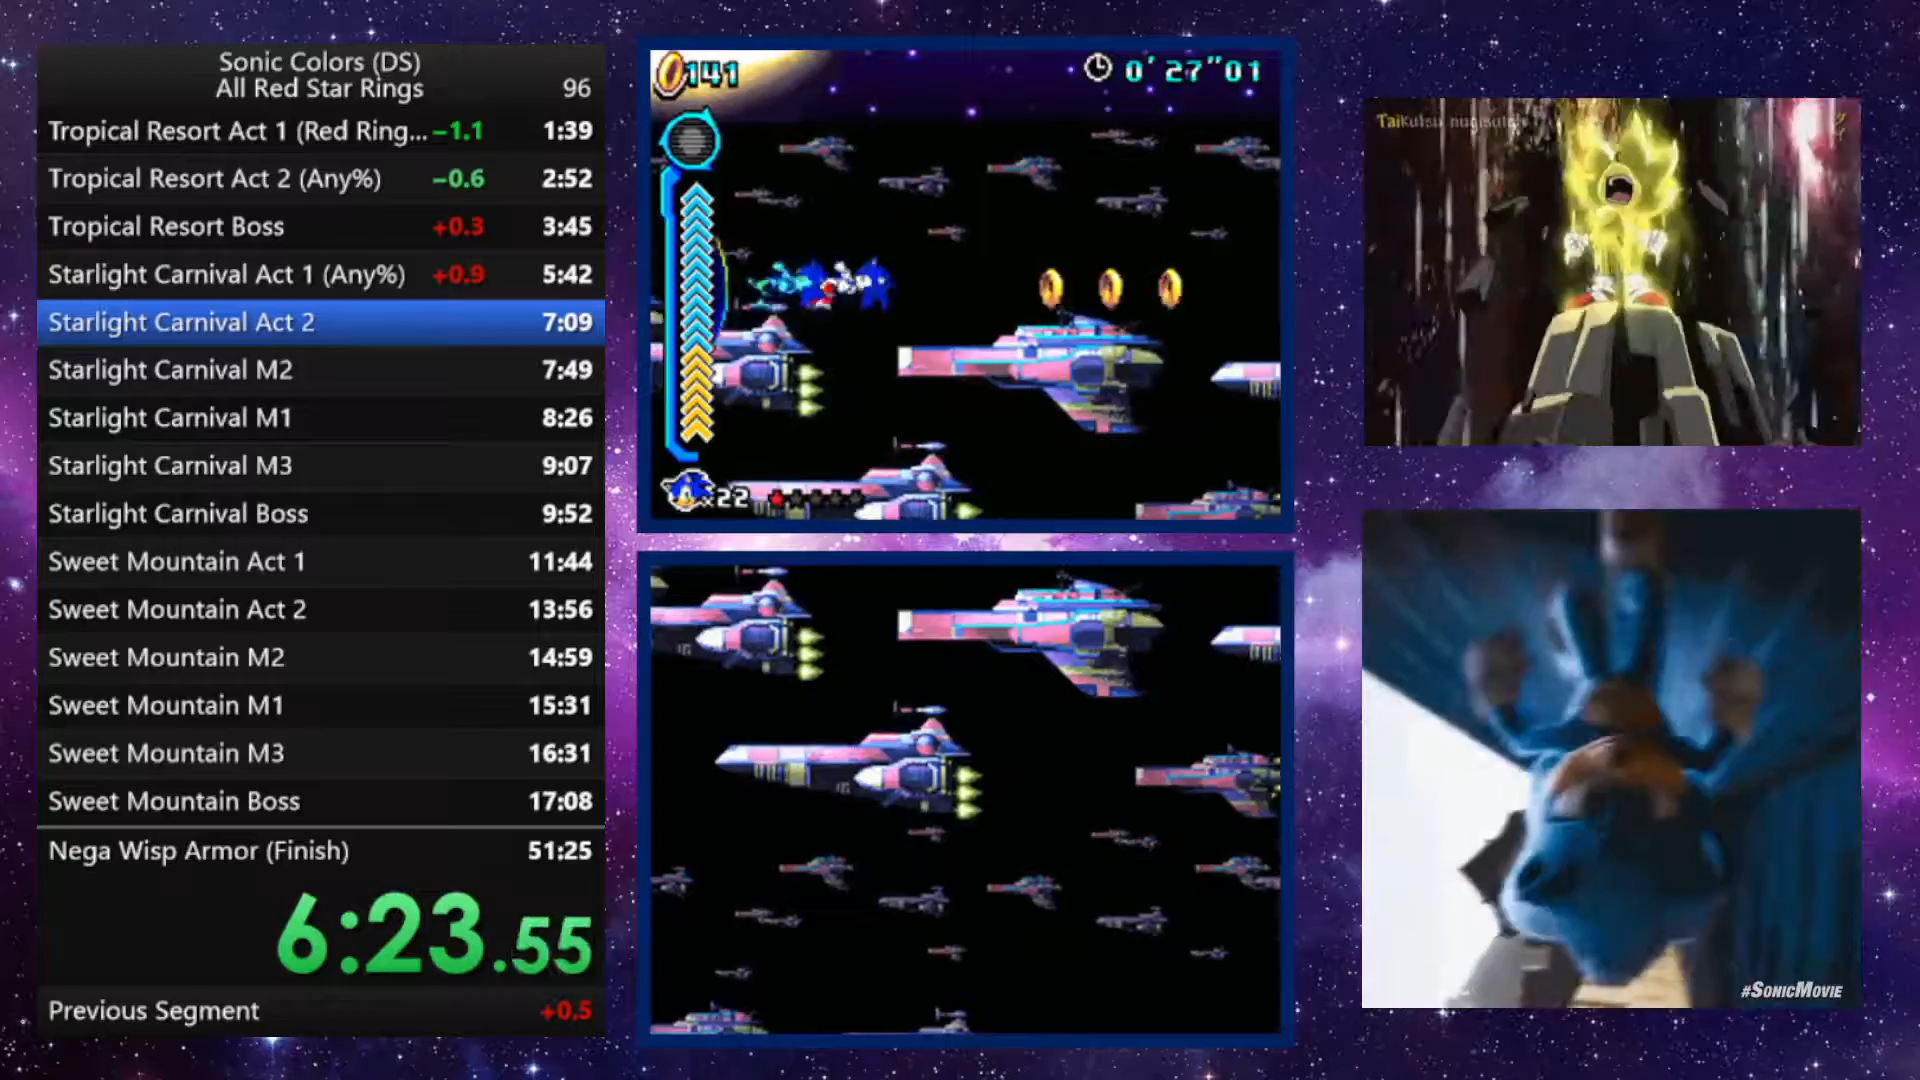 Sonic Colors (DS)
All Red Star Rings 96
Tropical Resort Act 1 (Red Ring... −1.1 1:39
Tropical Resort Act 2 (Any%) −0.6 2:52
Tropical Resort Boss +0.3 3:45
Starlight Carnival Act 1 (Any%) +0.9 5:42
Starlight Carnival Act 2 7:09
Starlight Carnival M2 7:49
Starlight Carnival M1 8:26
Starlight Carnival M3 9:07
Starlight Carnival Boss 9:52
Sweet Mountain Act 1 11:44
Sweet Mountain Act 2 13:56
Sweet Mountain M2 14:59
Sweet Mountain M1 15:31
Sweet Mountain M3 16:31
Sweet Mountain Boss 17:08
Nega Wisp Armor (Finish) 51:25
6:23.55
Previous Segment +0.5
141
0'27"01
×22
#SonicMovie